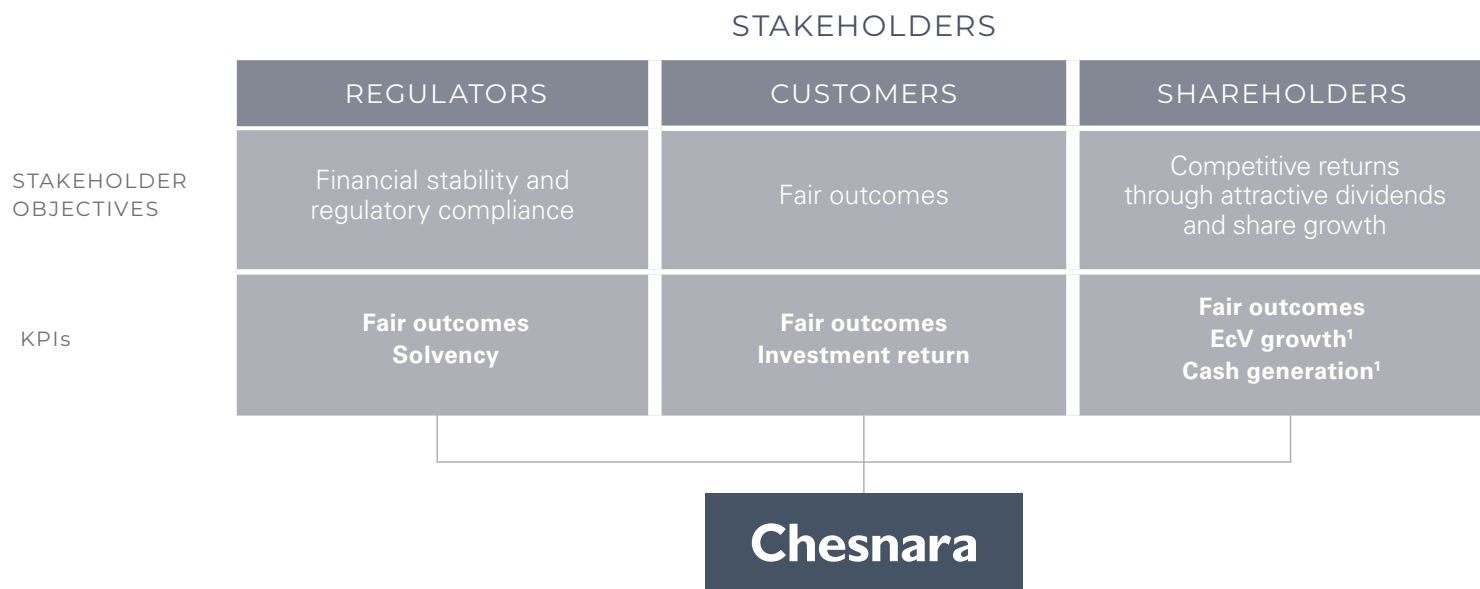 STAKEHOLDERS
REGULATORS
CUSTOMERS
SHAREHOLDERS
STAKEHOLDER
OBJECTIVES
Financial stability and
regulatory compliance
Fair outcomes
Competitive returns
through attractive dividends
and share growth
KPIs
Fair outcomes
Solvency
Fair outcomes
Investment return
Fair outcomes
EcV growth¹
Cash generation¹
Chesnara